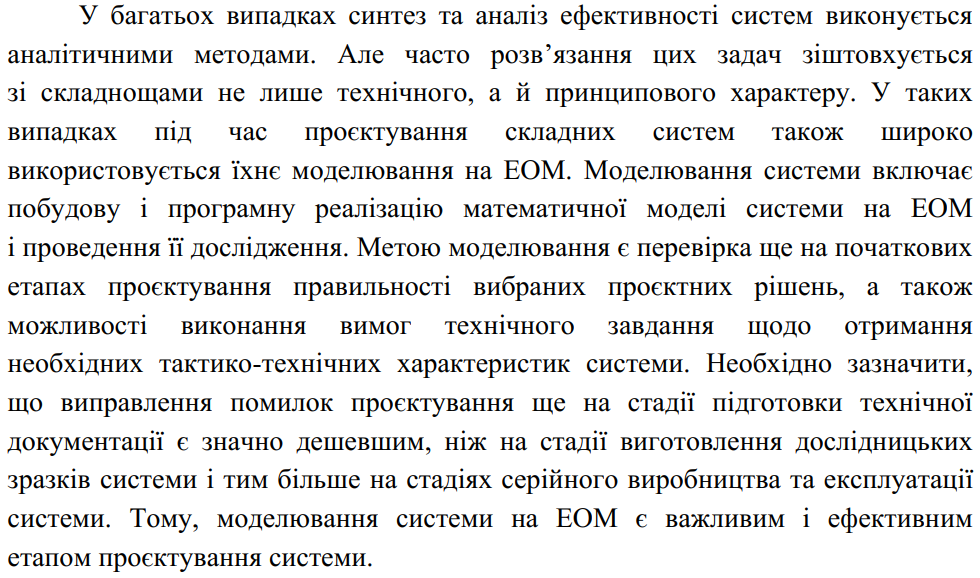 У багатьох випадках синтез та аналіз ефективності систем виконується
аналітичними методами. Але часто розв’язання цих задач зіштовхується
зі складнощами не лише технічного, а й принципового характеру. У таких
випадках під час проєктування складних систем також широко
використовується їхнє моделювання на ЕОМ. Моделювання системи включає
побудову і програмну реалізацію математичної моделі системи на ЕОМ
і проведення її дослідження. Метою моделювання є перевірка ще на початкових
етапах проєктування правильності вибраних проєктних рішень, а також
можливості виконання вимог технічного завдання щодо отримання
необхідних тактико-технічних характеристик системи. Необхідно зазначити,
що виправлення помилок проєктування ще на стадії підготовки технічної
документації є значно дешевшим, ніж на стадії виготовлення дослідницьких
зразків системи і тим більше на стадіях серійного виробництва та експлуатації
системи. Тому, моделювання системи на ЕОМ є важливим і ефективним
етапом проєктування системи.